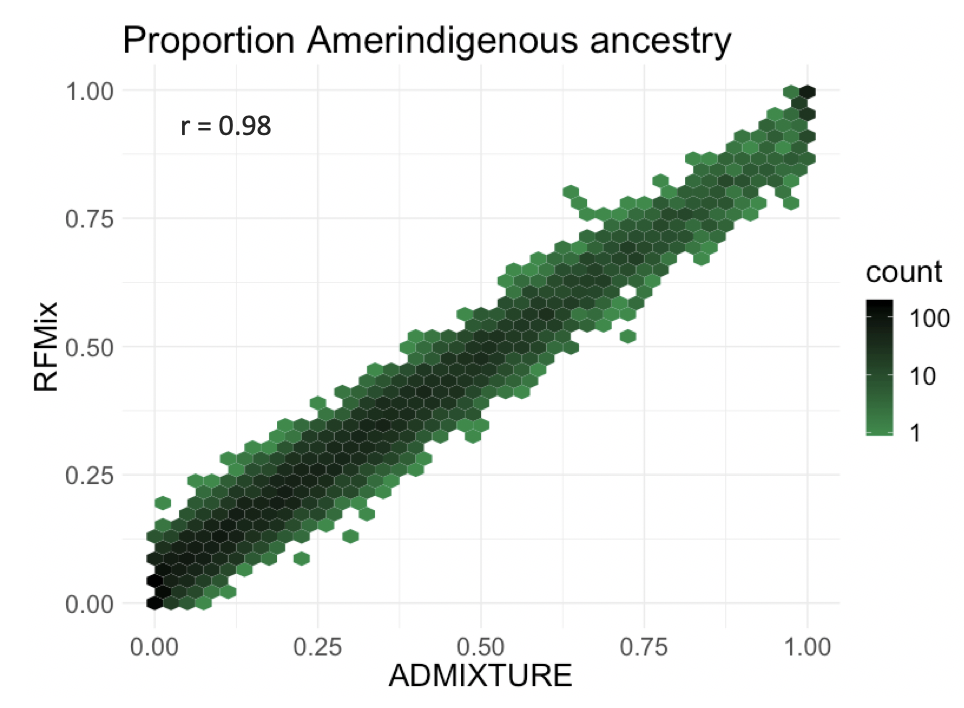 Proportion Amerindigenous ancestry
r = 0.98
1.00
0.75
0.50
0.25
0.00
RFMix
0.00 0.25 0.50 0.75 1.00
ADMIXTURE
count
100
10
1